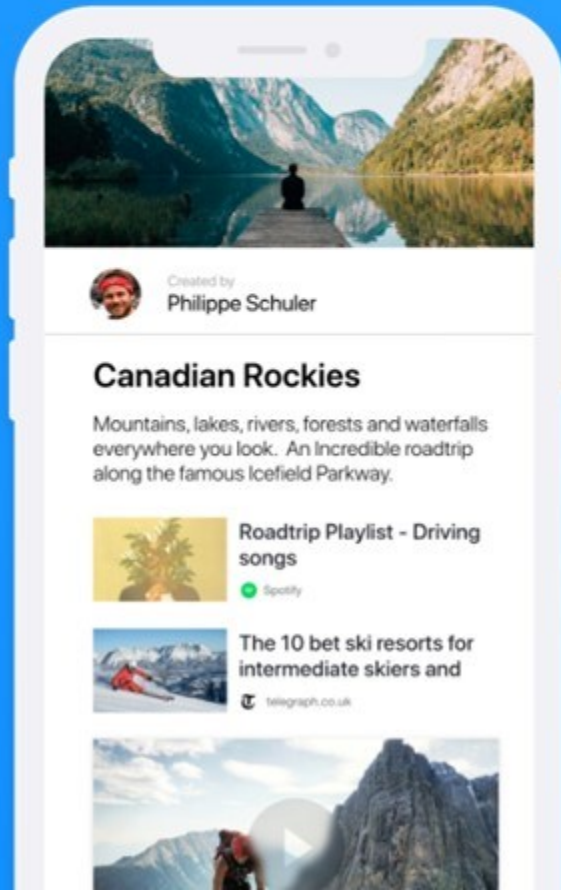 Created by
Philippe Schuler
Canadian Rockies
Mountains, lakes, rivers, forests and waterfalls
everywhere you look. An Incredible roadtrip
along the famous Icefield Parkway.
Roadtrip Playlist - Driving
songs
Spotify
The 10 bet ski resorts for
intermediate skiers and
telegraph.co.uk